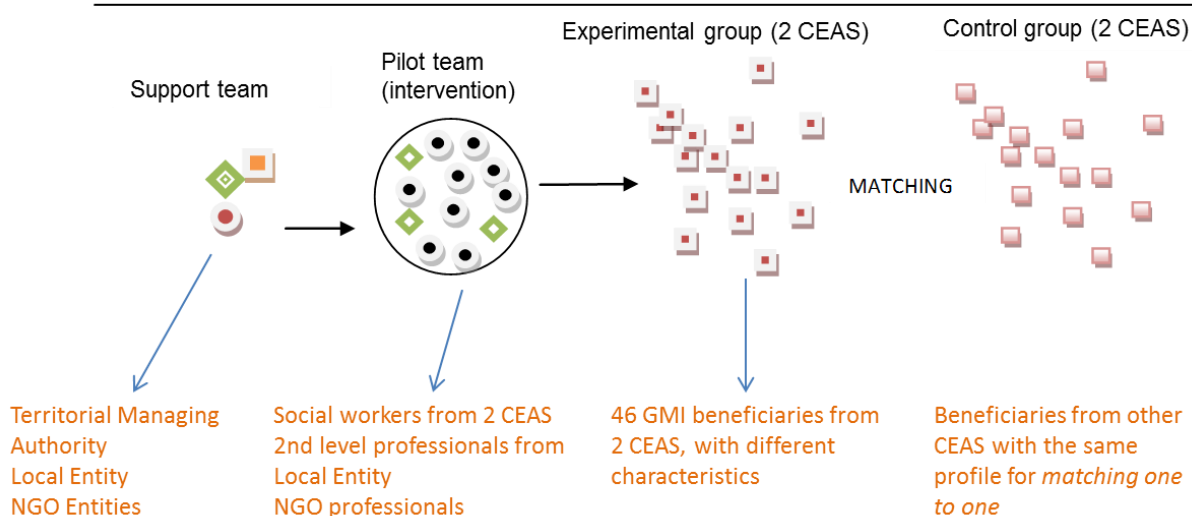 Support team
Pilot team
(intervention)
Experimental group (2 CEAS)
Control group (2 CEAS)
MATCHING
Territorial Managing
Authority
Local Entity
NGO Entities
Social workers from 2 CEAS
2nd level professionals from
Local Entity
NGO professionals
46 GMI beneficiaries from
2 CEAS, with different
characteristics
Beneficiaries from other
CEAS with the same
profile for matching one
to one